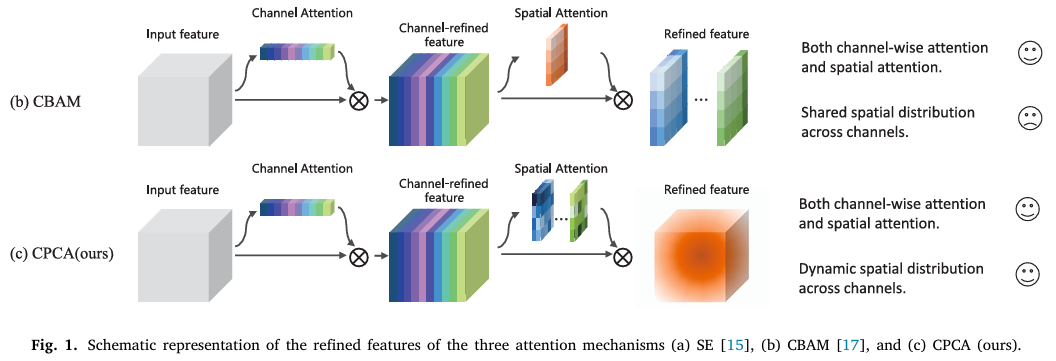 Channel Attention
Spatial Attention
Input feature
Channel-refined
feature
Refined feature
Both channel-wise attention
and spatial attention.
(b) CBAM
...
Shared spatial distribution
across channels.
Channel Attention
Spatial Attention
Input feature
Channel-refined
feature
Refined feature
...
Both channel-wise attention
and spatial attention.
(c) CPCA(ours)
Dynamic spatial distribution
across channels.
Fig. 1. Schematic representation of the refined features of the three attention mechanisms (a) SE [15], (b) CBAM [17], and (c) CPCA (ours).